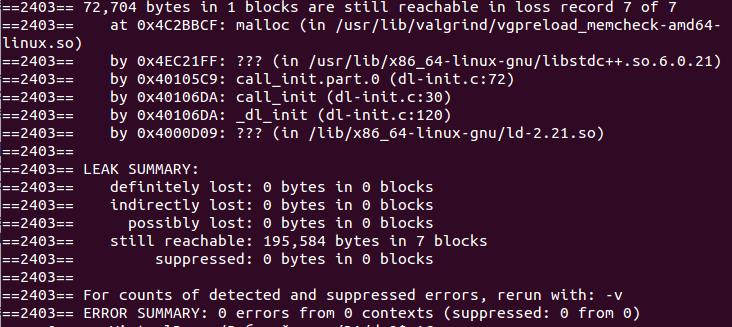 ==2403== 72,704 bytes in 1 blocks are still reachable in loss record 7 of 7
==2403==    at 0x4C2BBCF: malloc (in /usr/lib/valgrind/vgpreload_memcheck-amd64-
linux.so)
==2403==    by 0x4EC21FF: ??? (in /usr/lib/x86_64-linux-gnu/libstdc++.so.6.0.21)
==2403==    by 0x40105C9: call_init.part.0 (dl-init.c:72)
==2403==    by 0x40106DA: call_init (dl-init.c:30)
==2403==    by 0x40106DA: _dl_init (dl-init.c:120)
==2403==    by 0x4000D09: ??? (in /lib/x86_64-linux-gnu/ld-2.21.so)
==2403==
==2403== LEAK SUMMARY:
==2403==    definitely lost: 0 bytes in 0 blocks
==2403==    indirectly lost: 0 bytes in 0 blocks
==2403==      possibly lost: 0 bytes in 0 blocks
==2403==    still reachable: 195,584 bytes in 7 blocks
==2403==         suppressed: 0 bytes in 0 blocks
==2403==
==2403== For counts of detected and suppressed errors, rerun with: -v
==2403== ERROR SUMMARY: 0 errors from 0 contexts (suppressed: 0 from 0)